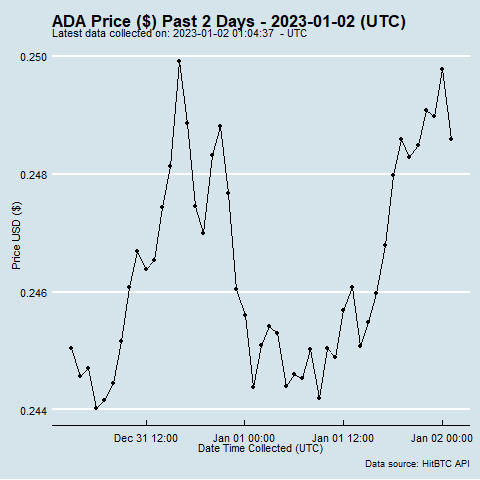 ADA Price ($) Past 2 Days - 2023-01-02 (UTC)
Latest data collected on: 2023-01-02 01:04:37  - UTC
0.250
0.248
0.246
0.244
Price USD ($)
Dec 31 12:00 Jan 01 00:00 Jan 01 12:00 Jan 02 00:00
Date Time Collected (UTC)
Data source: HitBTC API